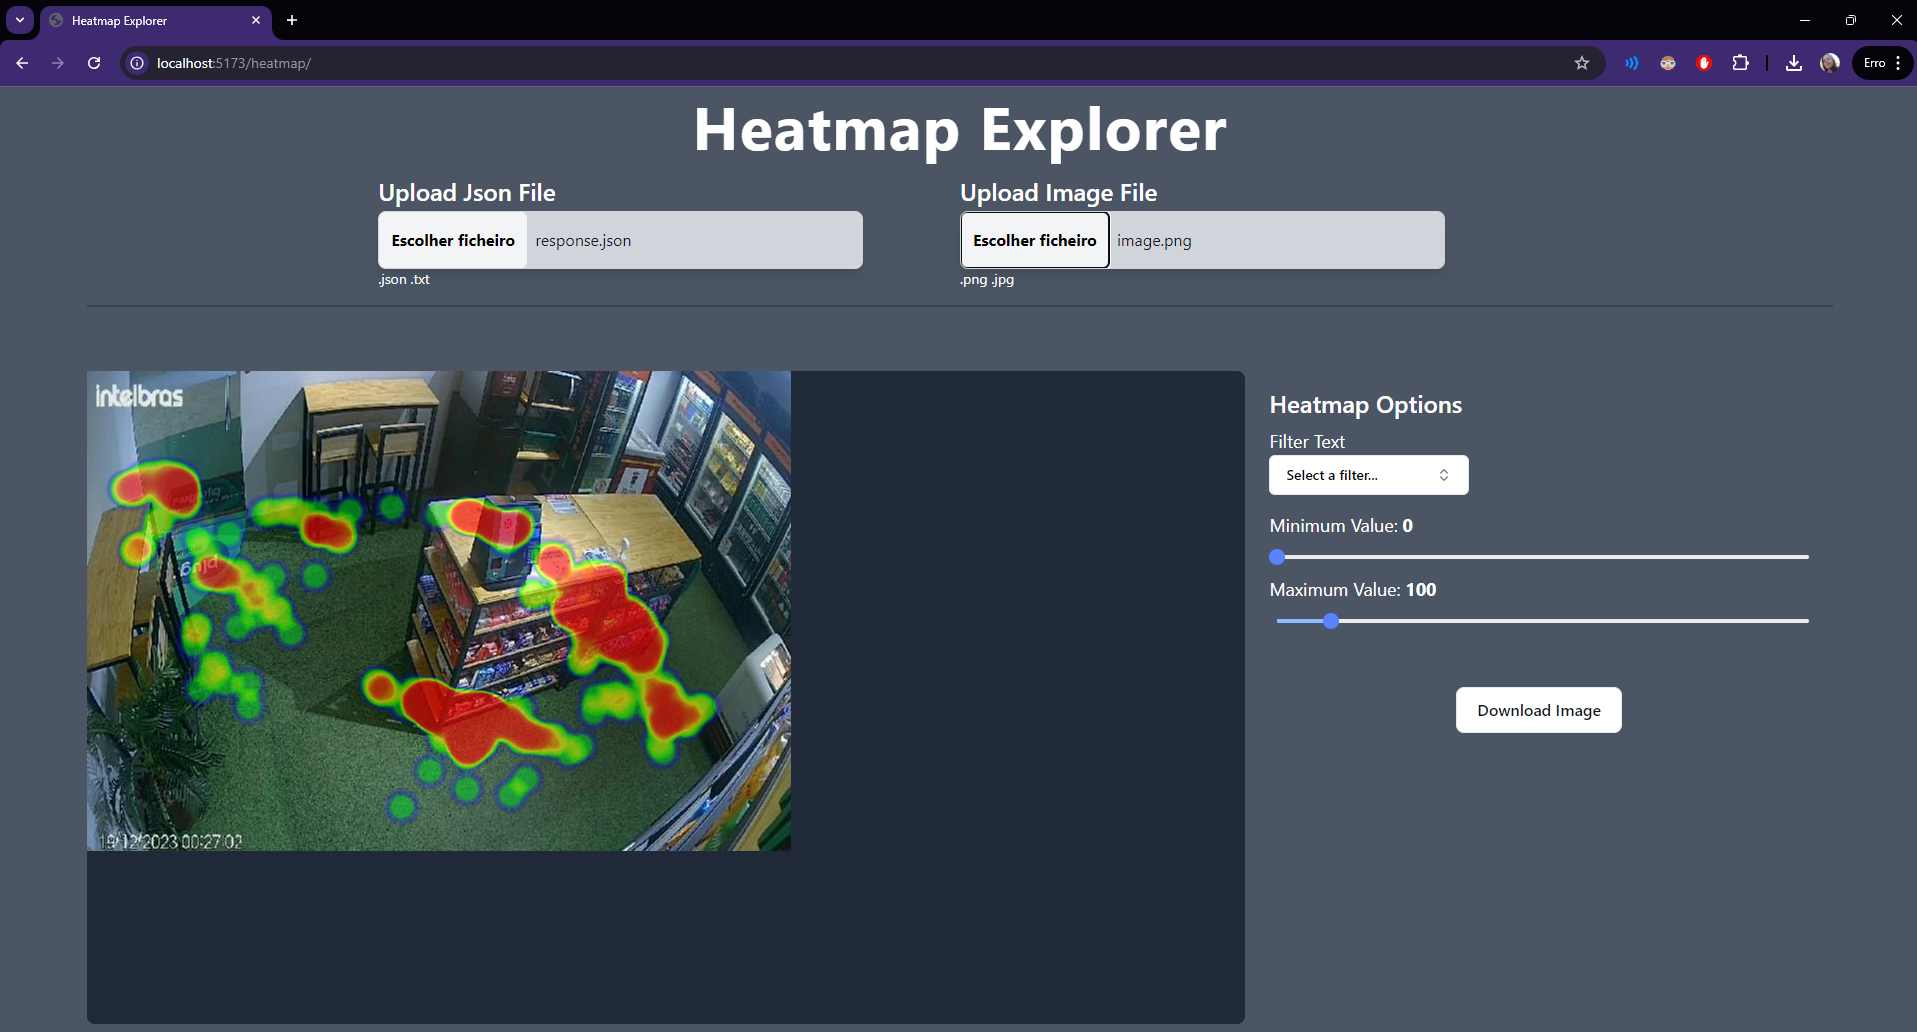 Heatmap Explorer
localhost:5173/heatmap/
Erro
Heatmap Explorer
Upload Json File
Escolher ficheiro
response.json
.json .txt
Upload Image File
Escolher ficheiro
image.png
.png .jpg
intelbras
19/12/2023 00:27:02
Heatmap Options
Filter Text
Select a filter...
Minimum Value: 0
Maximum Value: 100
Download Image